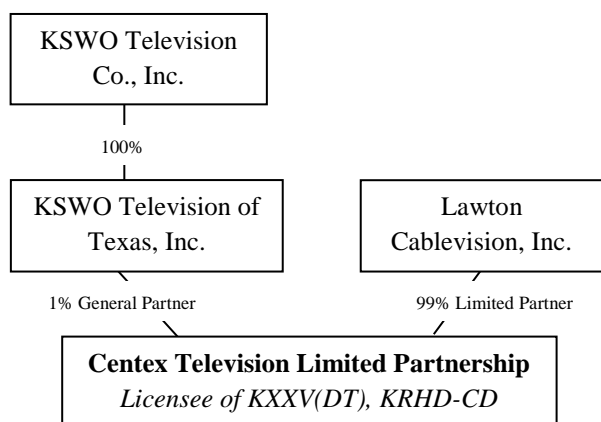 KSWO Television
Co., Inc.
100%
KSWO Television of
Texas, Inc.
Lawton
Cablevision, Inc.
1% General Partner
99% Limited Partner
Centex Television Limited Partnership
Licensee of KXXV(DT), KRHD-CD